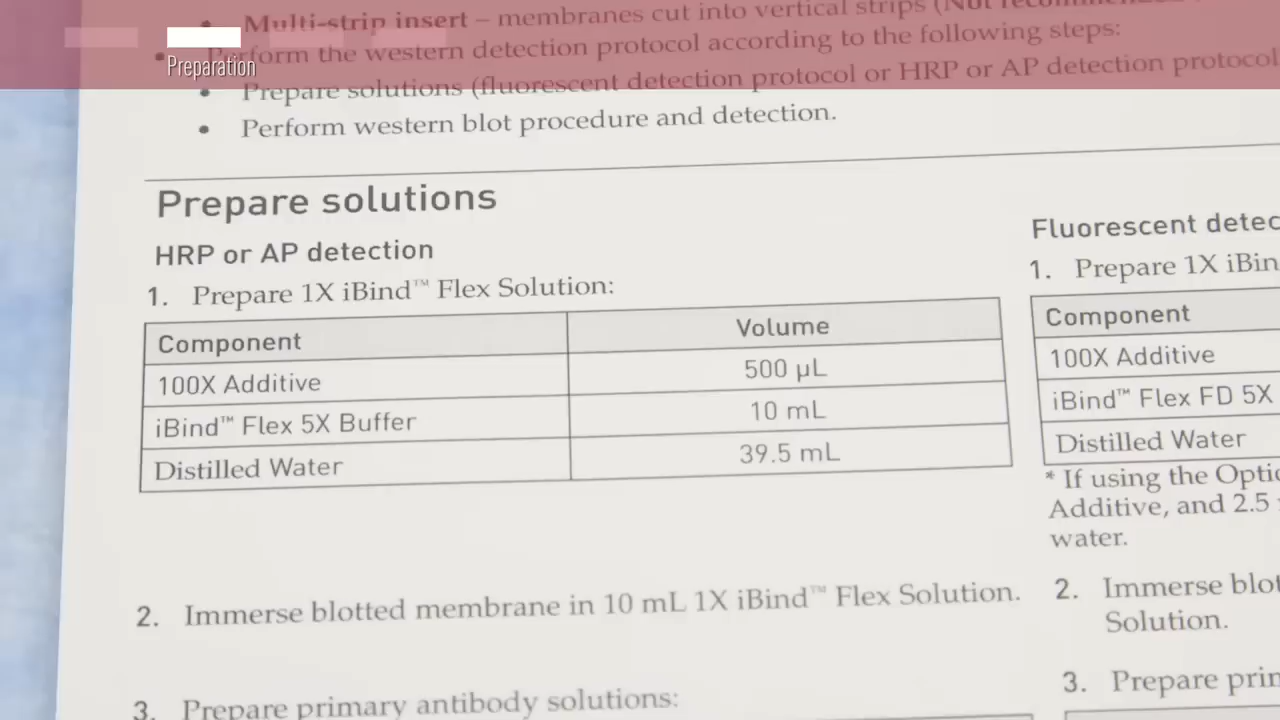 • Multi-strip insert – membranes cut into vertical strips (Not
• Perform the western detection protocol according to the following steps:
Preparation
• Prepare solutions (fluorescent detection protocol or HRP or AP detection protocol
• Perform western blot procedure and detection.
Prepare solutions
HRP or AP detection
1. Prepare 1X iBind™ Flex Solution:
Component Volume
100X Additive 500 µL
iBind™ Flex 5X Buffer 10 mL
Distilled Water 39.5 mL
2. Immerse blotted membrane in 10 mL 1X iBind™ Flex Solution.
3. Prepare primary antibody solutions:
Fluorescent detec
1. Prepare 1X iBin
Component
100X Additive
iBind™ Flex FD 5X
Distilled Water
* If using the Optio
Additive, and 2.5
water.
2. Immerse blot
Solution.
3. Prepare prim